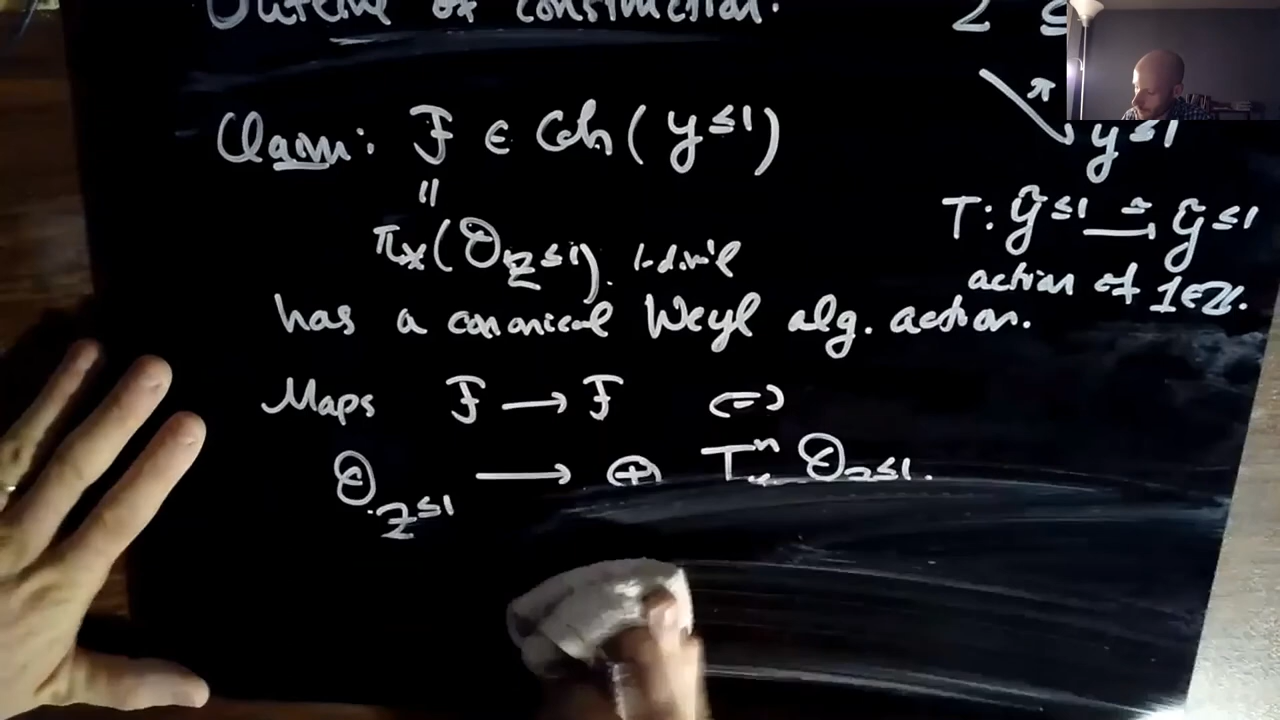 Outline of construction.
Claim: F ∈ Coh(Y≤1)
"
π_*(O_Z≤1). 1-dim'l
has a canonical Weyl alg. action.
Maps F → F ↔
O_Z≤1 → ⊕ T_*^n O_Z≤1.
Z ≤
π
Y≤1
T: Ỹ≤1 ≃→ Ỹ≤1
action of 1∈ℤ.